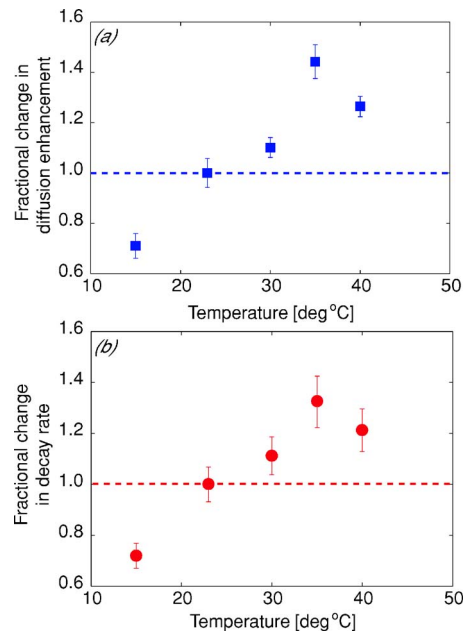 (a)
Fractional change in
diffusion enhancement
1.6
1.4
1.2
1.0
0.8
0.6
10 20 30 40 50
Temperature [deg°C]
(b)
Fractional change
in decay rate
1.6
1.4
1.2
1.0
0.8
0.6
10 20 30 40 50
Temperature [deg°C]